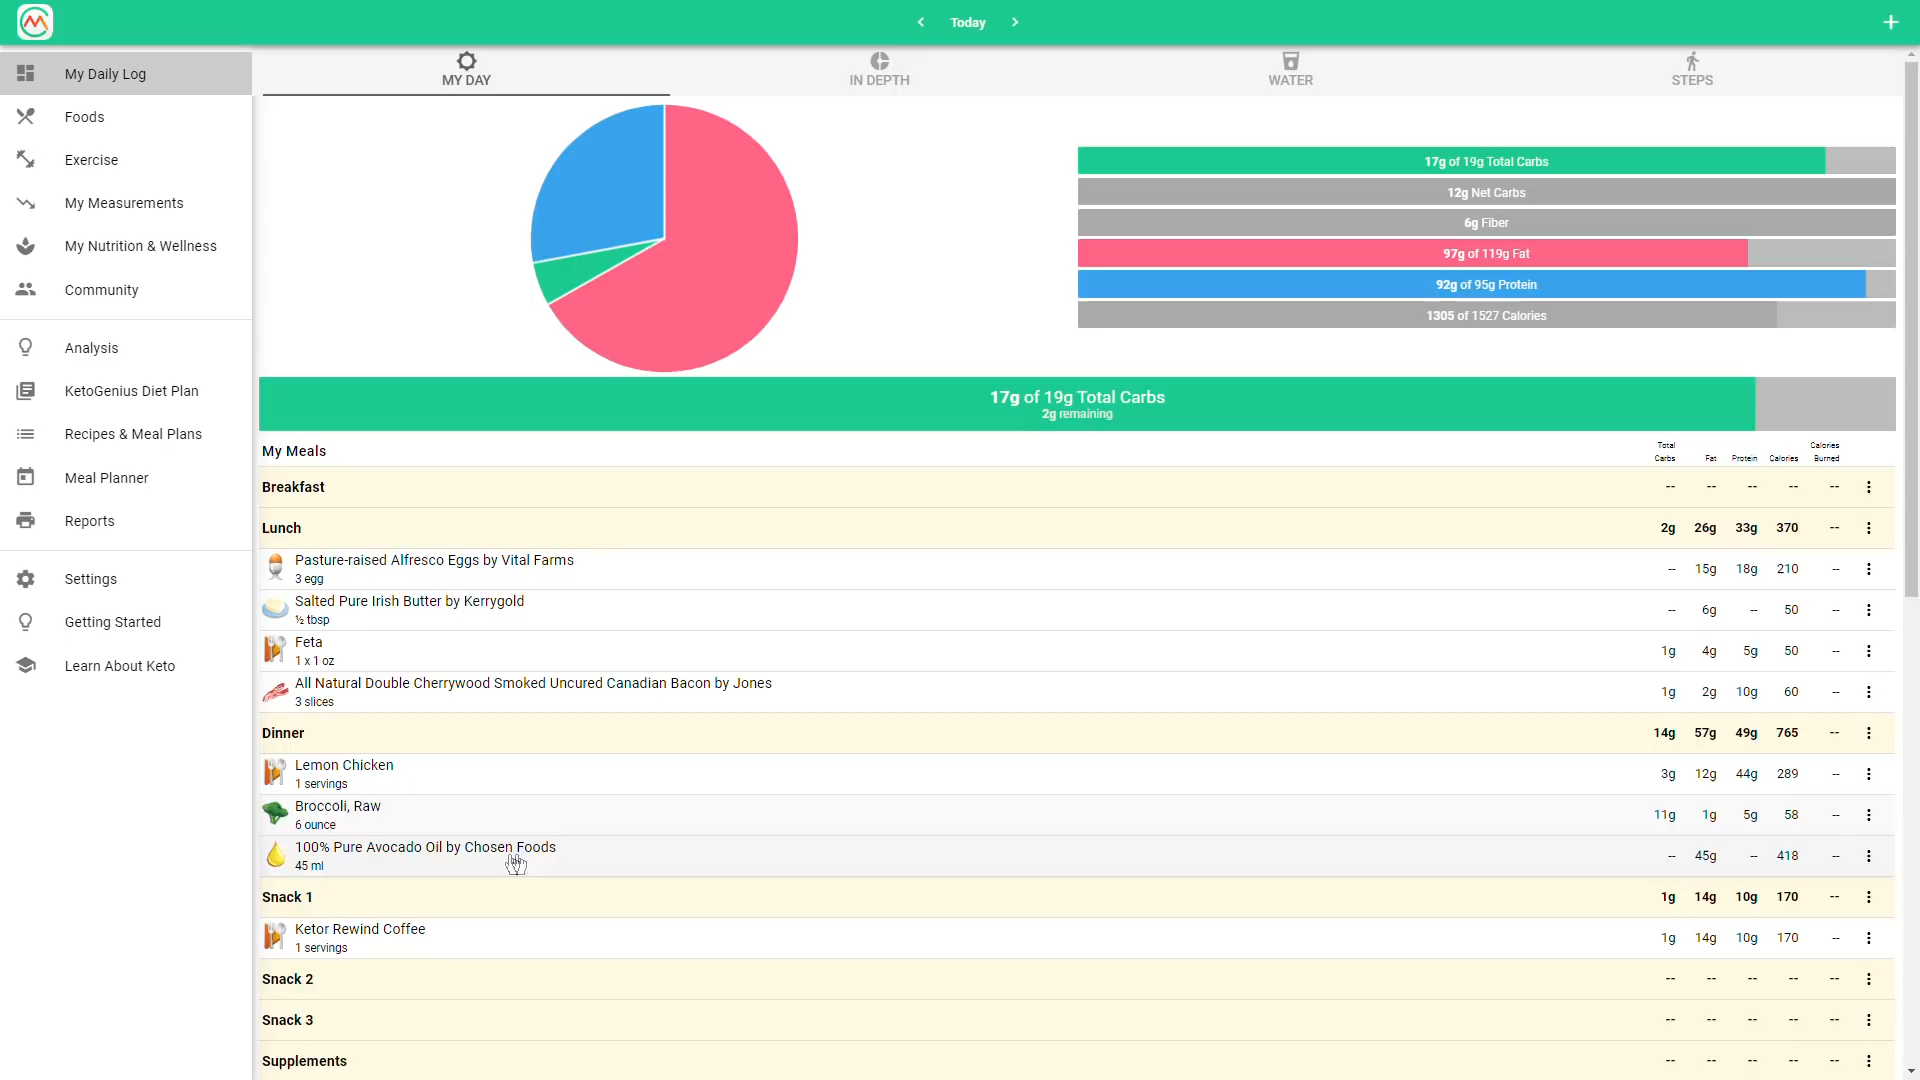 Today
My Daily Log
Foods
Exercise
My Measurements
My Nutrition & Wellness
Community
Analysis
KetoGenius Diet Plan
Recipes & Meal Plans
Meal Planner
Reports
Settings
Getting Started
Learn About Keto
MY DAY
IN DEPTH
WATER
STEPS
17g of 19g Total Carbs
12g Net Carbs
6g Fiber
97g of 119g Fat
92g of 95g Protein
1305 of 1527 Calories
17g of 19g Total Carbs
2g remaining
My Meals Total Carbs Fat Protein Calories Calories Burned
Breakfast -- -- -- -- --
Lunch 2g 26g 33g 370 --
Pasture-raised Alfresco Eggs by Vital Farms -- 15g 18g 210 --
3 egg
Salted Pure Irish Butter by Kerrygold -- 6g -- 50 --
½ tbsp
Feta 1g 4g 5g 50 --
1 x 1 oz
All Natural Double Cherrywood Smoked Uncured Canadian Bacon by Jones 1g 2g 10g 60 --
3 slices
Dinner 14g 57g 49g 765 --
Lemon Chicken 3g 12g 44g 289 --
1 servings
Broccoli, Raw 11g 1g 5g 58 --
6 ounce
100% Pure Avocado Oil by Chosen Foods -- 45g -- 418 --
45 ml
Snack 1 1g 14g 10g 170 --
Ketor Rewind Coffee 1g 14g 10g 170 --
1 servings
Snack 2 -- -- -- -- --
Snack 3 -- -- -- -- --
Supplements -- -- -- -- --